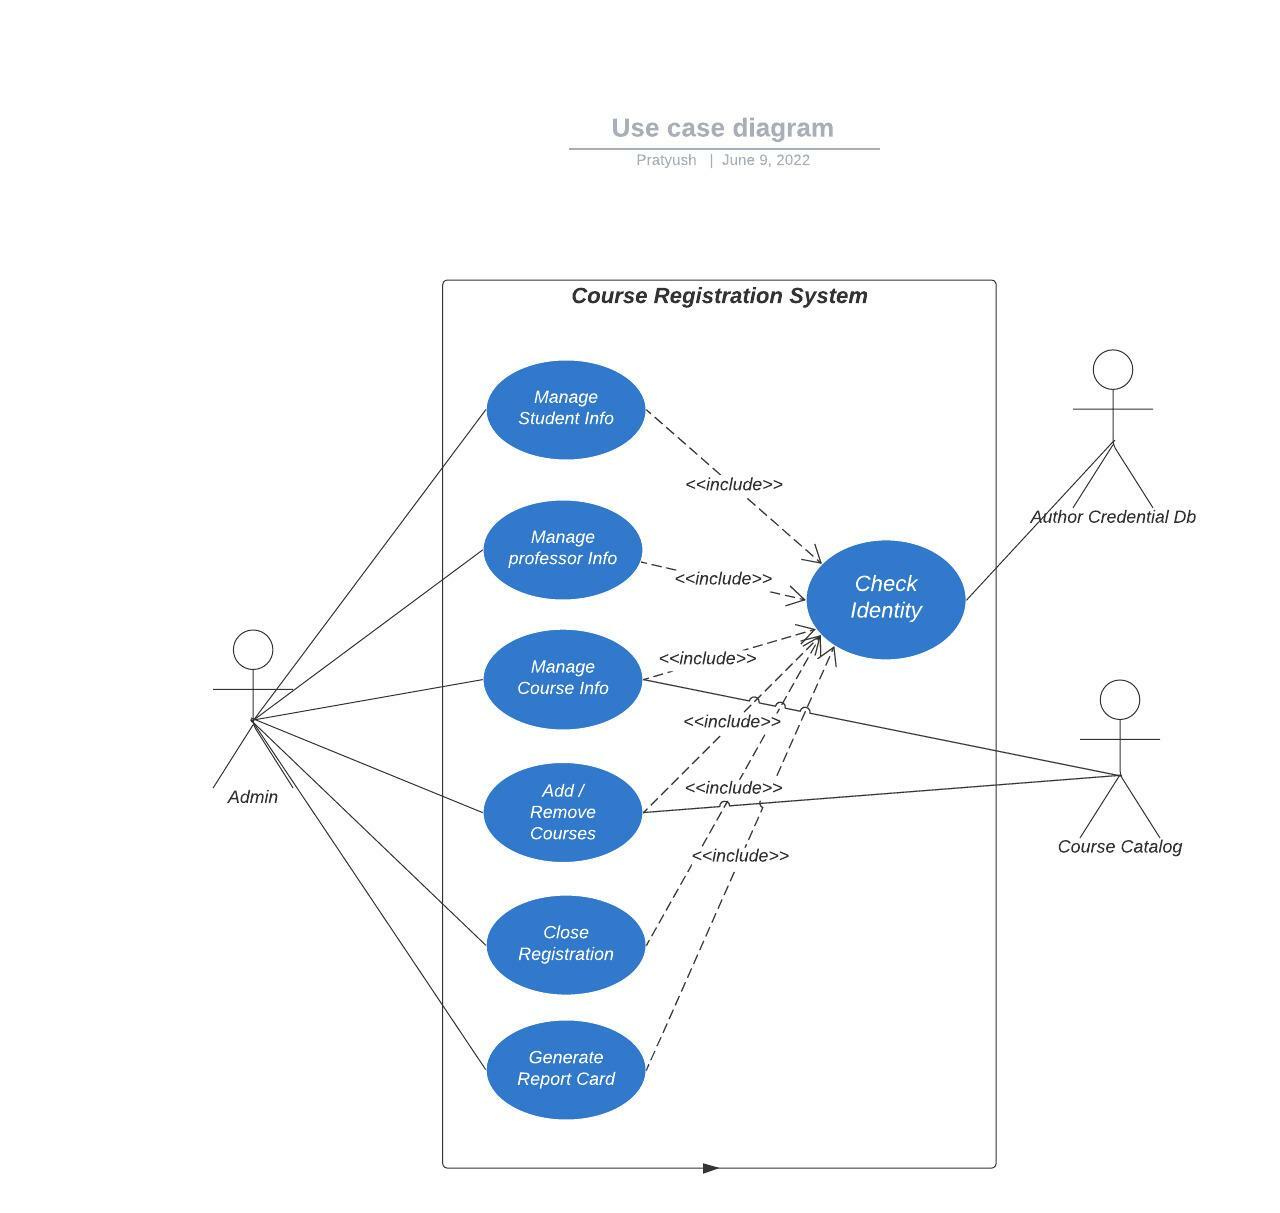 Use case diagram
Pratyush | June 9, 2022
Course Registration System
Manage
Student Info
<<include>>
Manage
professor Info
<<include>>
Check
Identity
Author Credential Db
Manage
Course Info
<<include>>
<<include>>
Add /
Remove
Courses
<<include>>
Admin
Course Catalog
<<include>>
Close
Registration
Generate
Report Card